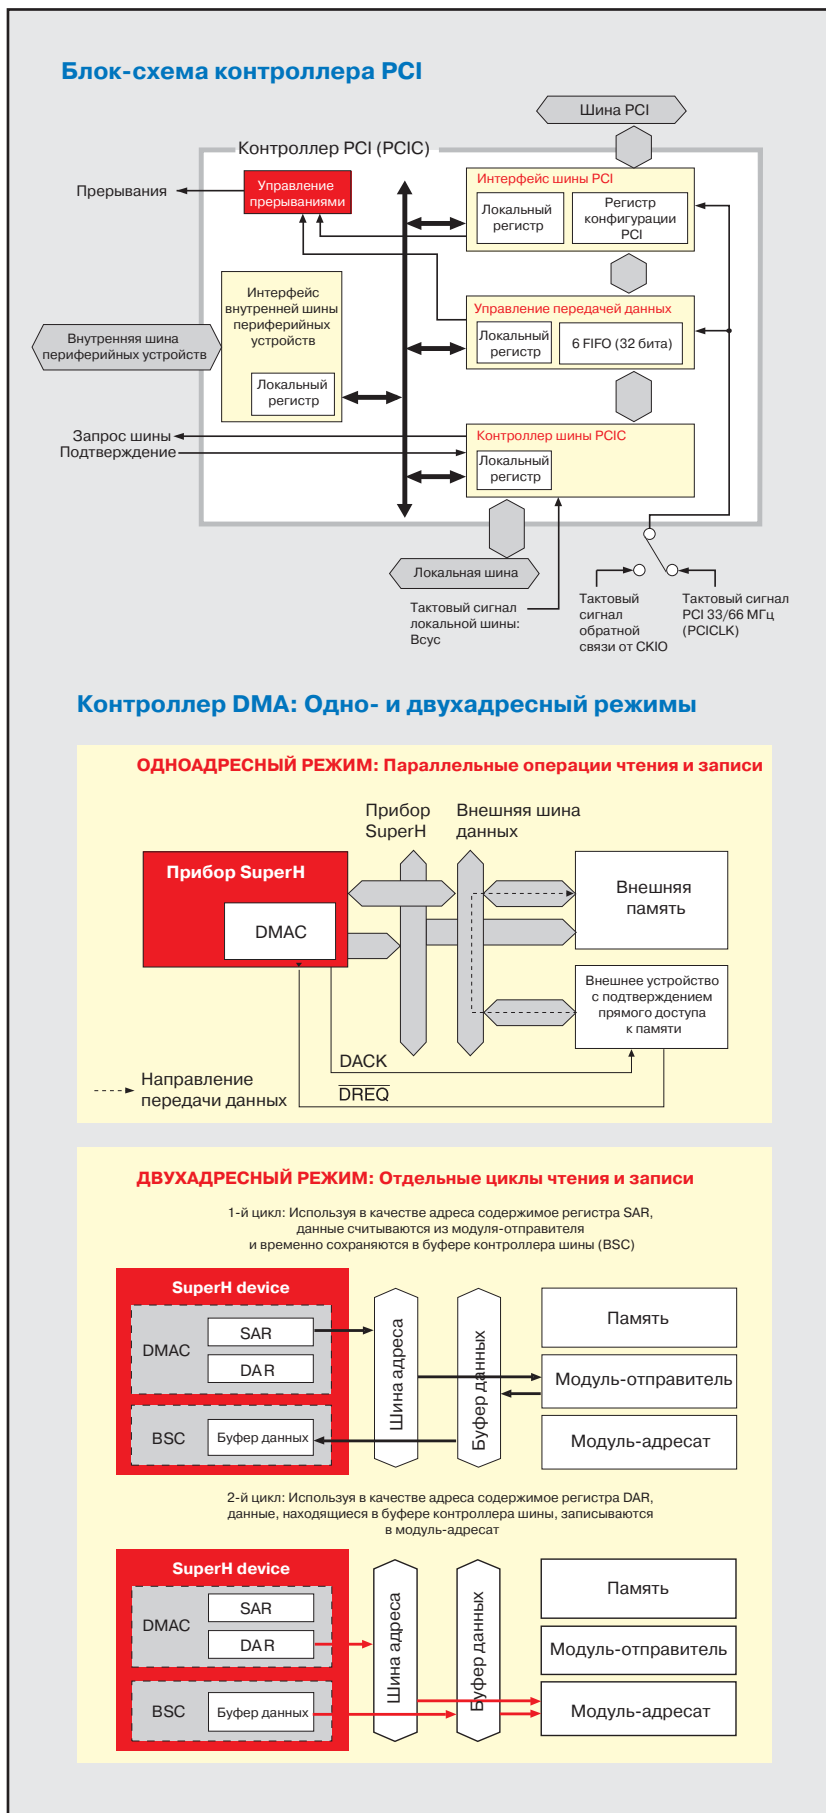 Блок-схема контроллера PCI
Шина PCI
Контроллер PCI (PCIC)
Прерывания
Управление
прерываниями
Интерфейс шины PCI
Локальный
регистр
Регистр
конфигурации
PCI
Интерфейс
внутренней шины
периферийных
устройств
Локальный
регистр
Внутренняя шина
периферийных устройств
Управление передачей данных
Локальный
регистр
6 FIFO (32 бита)
Запрос шины
Подтверждение
Контроллер шины PCIC
Локальный
регистр
Локальная шина
Тактовый сигнал
локальной шины:
Bcyc
Тактовый
сигнал
обратной
связи от CKIO
Тактовый сигнал
PCI 33/66 МГц
(PCICLK)
Контроллер DMA: Одно- и двухадресный режимы
ОДНОАДРЕСНЫЙ РЕЖИМ: Параллельные операции чтения и записи
Прибор
SuperH
Внешняя шина
данных
Прибор SuperH
DMAC
Внешняя
память
Внешнее устройство
с подтверждением
прямого доступа
к памяти
DACK
DREQ
Направление
передачи данных
ДВУХАДРЕСНЫЙ РЕЖИМ: Отдельные циклы чтения и записи
1-й цикл: Используя в качестве адреса содержимое регистра SAR,
данные считываются из модуля-отправителя
и временно сохраняются в буфере контроллера шины (BSC)
SuperH device
DMAC
SAR
DAR
BSC
Буфер данных
Шина адреса
Буфер данных
Память
Модуль-отправитель
Модуль-адресат
2-й цикл: Используя в качестве адреса содержимое регистра DAR,
данные, находящиеся в буфере контроллера шины, записываются
в модуль-адресат
SuperH device
DMAC
SAR
DAR
BSC
Буфер данных
Шина адреса
Буфер данных
Память
Модуль-отправитель
Модуль-адресат